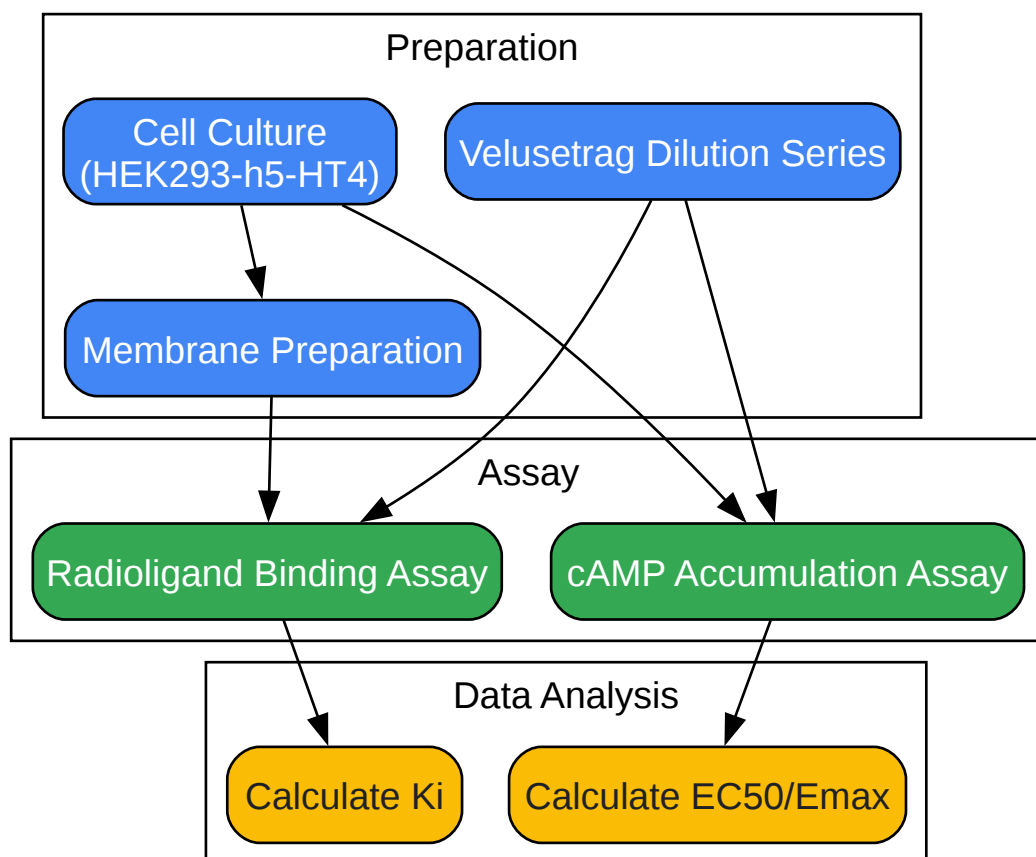 Preparation
Cell Culture
(HEK293-h5-HT4)
Velusetrag Dilution Series
Membrane Preparation
Assay
Radioligand Binding Assay
cAMP Accumulation Assay
Data Analysis
Calculate Ki
Calculate EC50/Emax